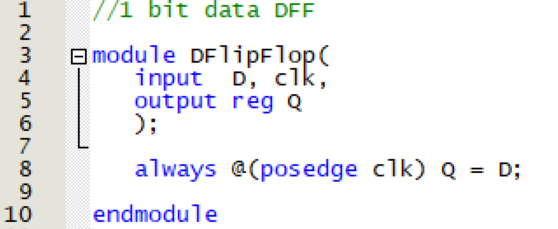 1 //1 bit data DFF
2
3 module DFlipFlop(
4 input D, clk,
5 output reg Q
6 );
7
8 always @(posedge clk) Q = D;
9
10 endmodule